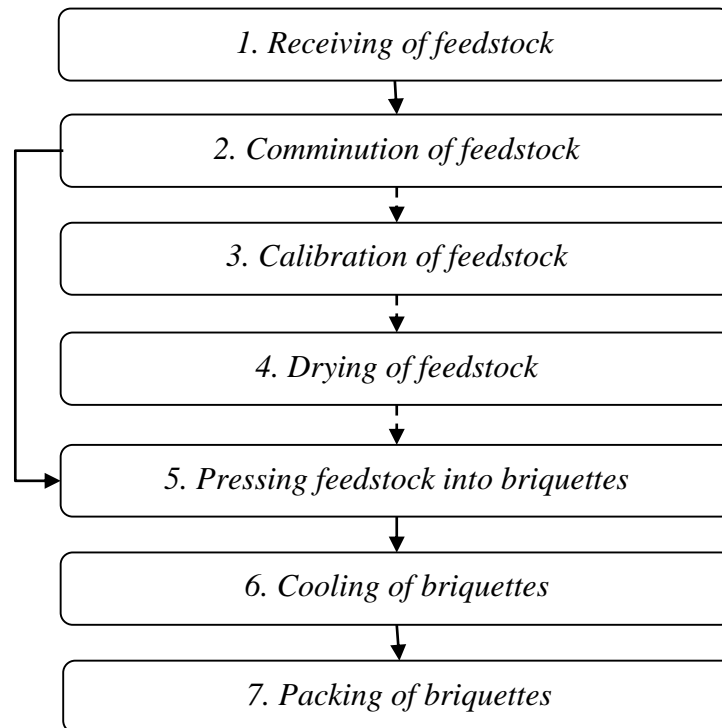 1. Receiving of feedstock
2. Comminution of feedstock
3. Calibration of feedstock
4. Drying of feedstock
5. Pressing feedstock into briquettes
6. Cooling of briquettes
7. Packing of briquettes